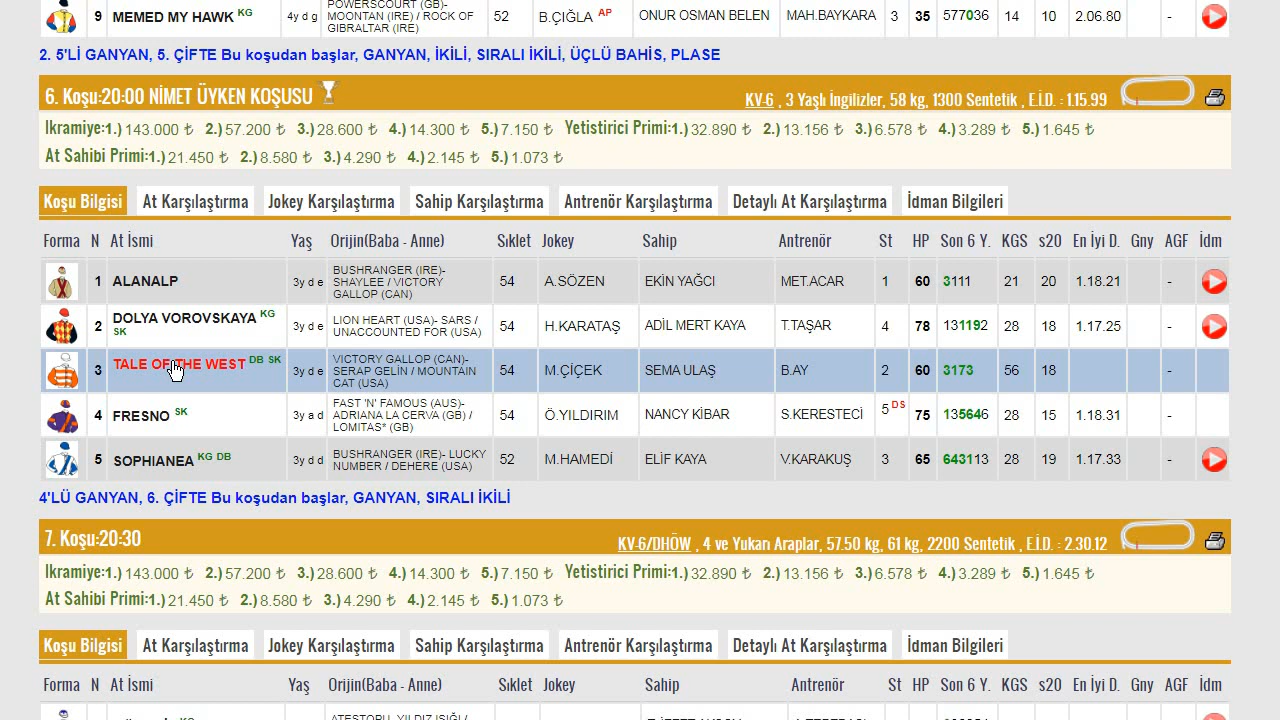 POWERSCOURT (GB)-
9 MEMED MY HAWK KG 4y d g MOONTAN (IRE) / ROCK OF 52 B.ÇIĞLA AP ONUR OSMAN BELEN MAH.BAYKARA 3 35 577036 14 10 2.06.80 -
GIBRALTAR (IRE)
2. 5'Lİ GANYAN, 5. ÇİFTE Bu koşudan başlar, GANYAN, İKİLİ, SIRALI İKİLİ, ÜÇLÜ BAHİS, PLASE
6. Koşu:20:00 NİMET ÜYKEN KOŞUSU KV-6 , 3 Yaşlı İngilizler, 58 kg, 1300 Sentetik , E.İ.D. : 1.15.99
Ikramiye:1.) 143.000 ₺ 2.) 57.200 ₺ 3.) 28.600 ₺ 4.) 14.300 ₺ 5.) 7.150 ₺ Yetistirici Primi:1.) 32.890 ₺ 2.) 13.156 ₺ 3.) 6.578 ₺ 4.) 3.289 ₺ 5.) 1.645 ₺
At Sahibi Primi:1.) 21.450 ₺ 2.) 8.580 ₺ 3.) 4.290 ₺ 4.) 2.145 ₺ 5.) 1.073 ₺
Koşu Bilgisi At Karşılaştırma Jokey Karşılaştırma Sahip Karşılaştırma Antrenör Karşılaştırma Detaylı At Karşılaştırma İdman Bilgileri
Forma N At İsmi Yaş Orijin(Baba - Anne) Sıklet Jokey Sahip Antrenör St HP Son 6 Y. KGS s20 En İyi D. Gny AGF İdm
BUSHRANGER (IRE)-
1 ALANALP 3y d e SHAYLEE / VICTORY 54 A.SÖZEN EKİN YAĞCI MET.ACAR 1 60 3111 21 20 1.18.21 -
GALLOP (CAN)
2 DOLYA VOROVSKAYA KG SK 3y d e LION HEART (USA)- SARS / 54 H.KARATAŞ ADİL MERT KAYA T.TAŞAR 4 78 131192 28 18 1.17.25 -
UNACCOUNTED FOR (USA)
VICTORY GALLOP (CAN)-
3 TALE OF THE WEST DB SK 3y d e SERAP GELİN / MOUNTAIN 54 M.ÇİÇEK SEMA ULAŞ B.AY 2 60 3173 56 18 -
CAT (USA)
FAST 'N' FAMOUS (AUS)-
4 FRESNO SK 3y a d ADRIANA LA CERVA (GB) / 54 Ö.YILDIRIM NANCY KİBAR S.KERESTECİ 5 DS 75 135646 28 15 1.18.31 -
LOMITAS* (GB)
5 SOPHIANEA KG DB 3y d d BUSHRANGER (IRE)- LUCKY 52 M.HAMEDİ ELİF KAYA V.KARAKUŞ 3 65 643113 28 19 1.17.33 -
NUMBER / DEHERE (USA)
4'LÜ GANYAN, 6. ÇİFTE Bu koşudan başlar, GANYAN, SIRALI İKİLİ
7. Koşu:20:30 KV-6/DHÖW , 4 ve Yukarı Araplar, 57.50 kg, 61 kg, 2200 Sentetik , E.İ.D. : 2.30.12
Ikramiye:1.) 143.000 ₺ 2.) 57.200 ₺ 3.) 28.600 ₺ 4.) 14.300 ₺ 5.) 7.150 ₺ Yetistirici Primi:1.) 32.890 ₺ 2.) 13.156 ₺ 3.) 6.578 ₺ 4.) 3.289 ₺ 5.) 1.645 ₺
At Sahibi Primi:1.) 21.450 ₺ 2.) 8.580 ₺ 3.) 4.290 ₺ 4.) 2.145 ₺ 5.) 1.073 ₺
Koşu Bilgisi At Karşılaştırma Jokey Karşılaştırma Sahip Karşılaştırma Antrenör Karşılaştırma Detaylı At Karşılaştırma İdman Bilgileri
Forma N At İsmi Yaş Orijin(Baba - Anne) Sıklet Jokey Sahip Antrenör St HP Son 6 Y. KGS s20 En İyi D. Gny AGF İdm